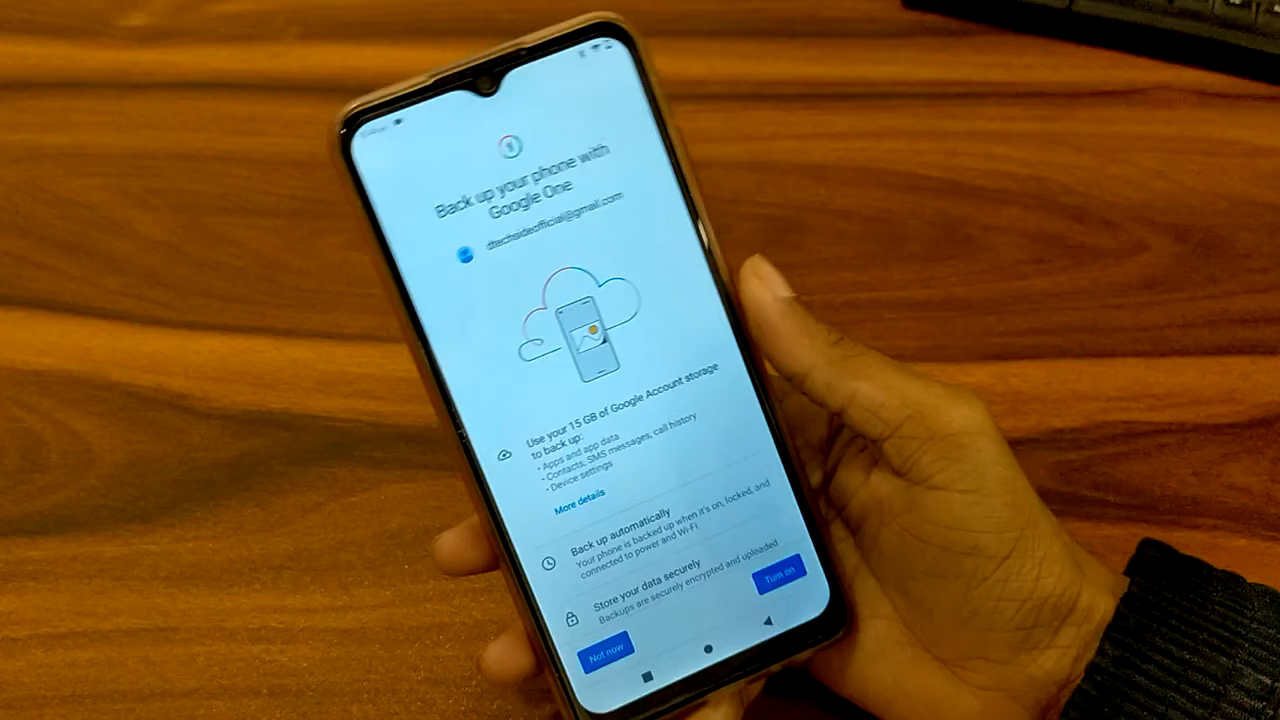 Back up your phone with
Google One
dtechsideofficial@gmail.com
Use your 15 GB of Google Account storage
to back up:
• Apps and app data
• Contacts, SMS messages, call history
• Device settings
More details
Back up automatically
Your phone is backed up when it's on, locked, and
connected to power and Wi-Fi
Store your data securely
Backups are securely encrypted and uploaded
Turn on
Not now